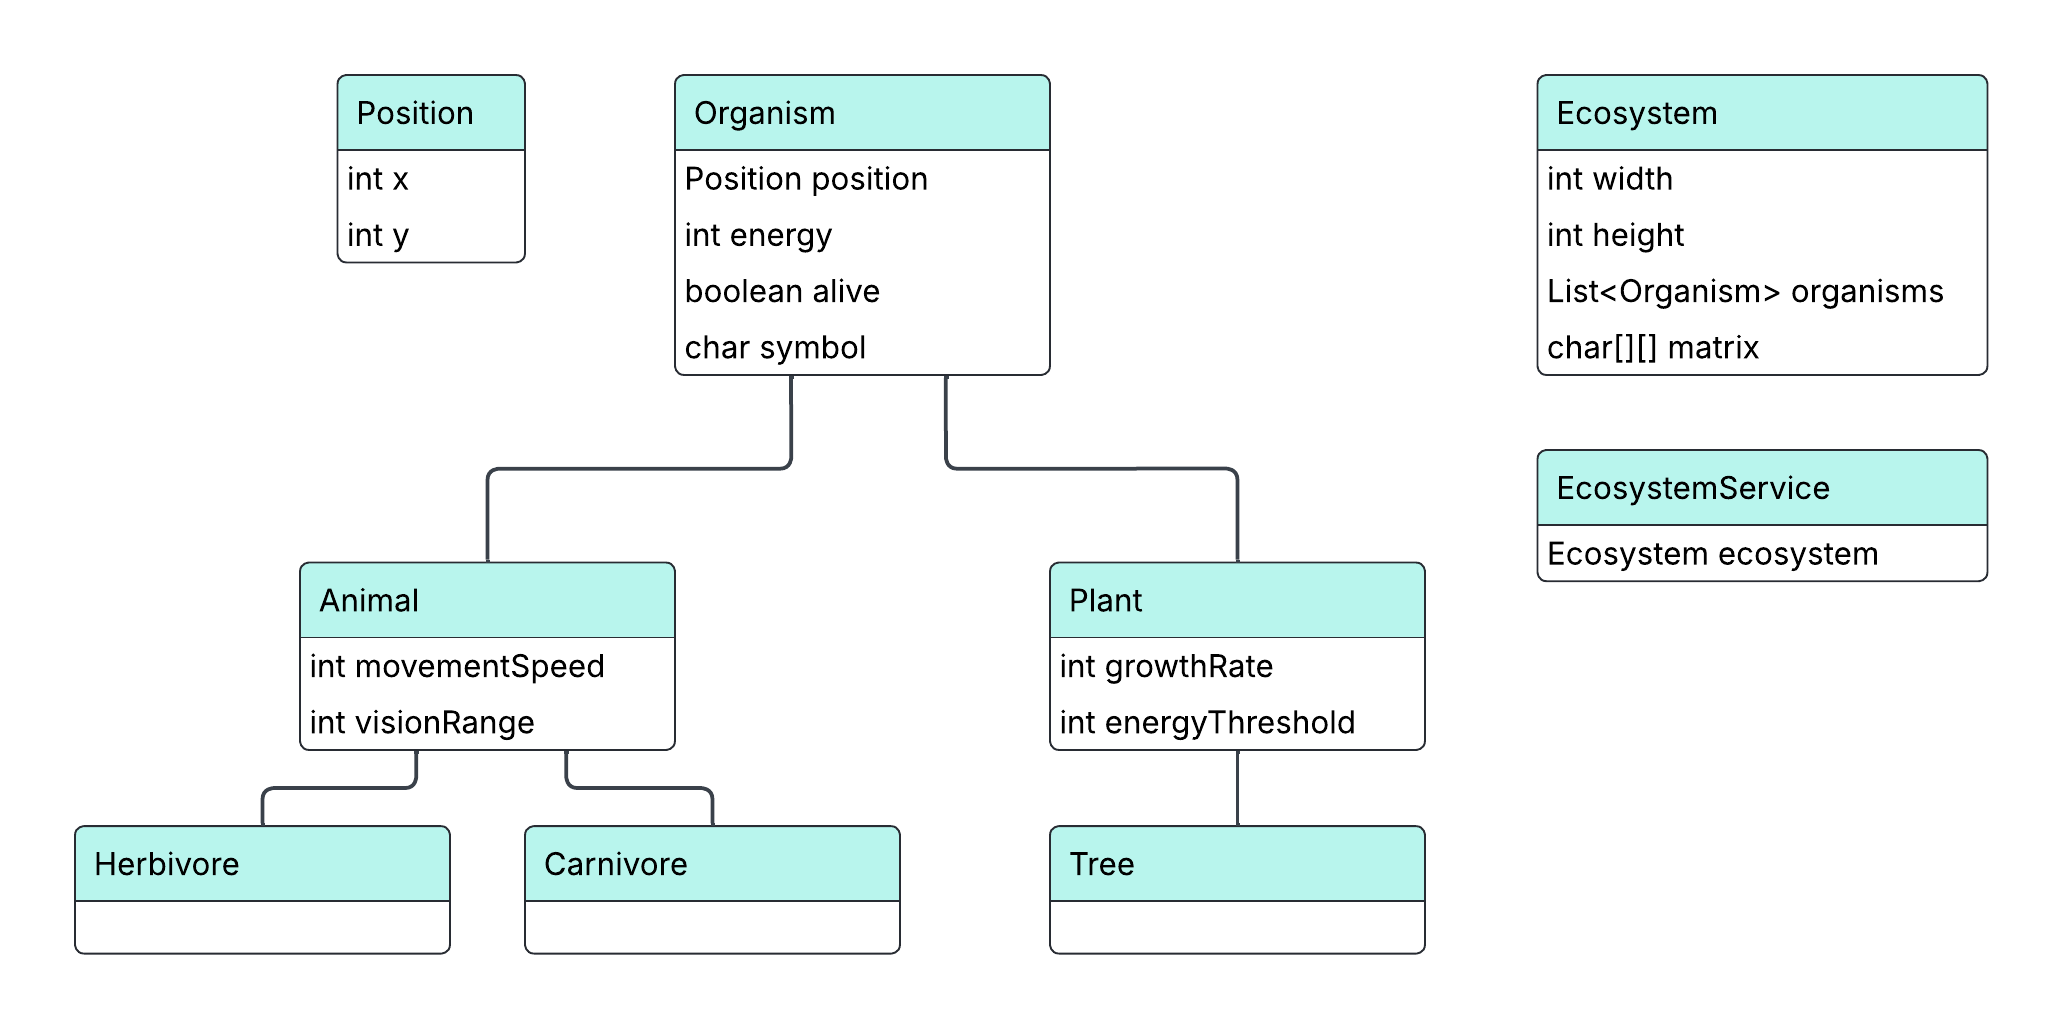 Position
int x
int y
Organism
Position position
int energy
boolean alive
char symbol
Ecosystem
int width
int height
List<Organism> organisms
char[][] matrix
EcosystemService
Ecosystem ecosystem
Animal
int movementSpeed
int visionRange
Plant
int growthRate
int energyThreshold
Herbivore
Carnivore
Tree